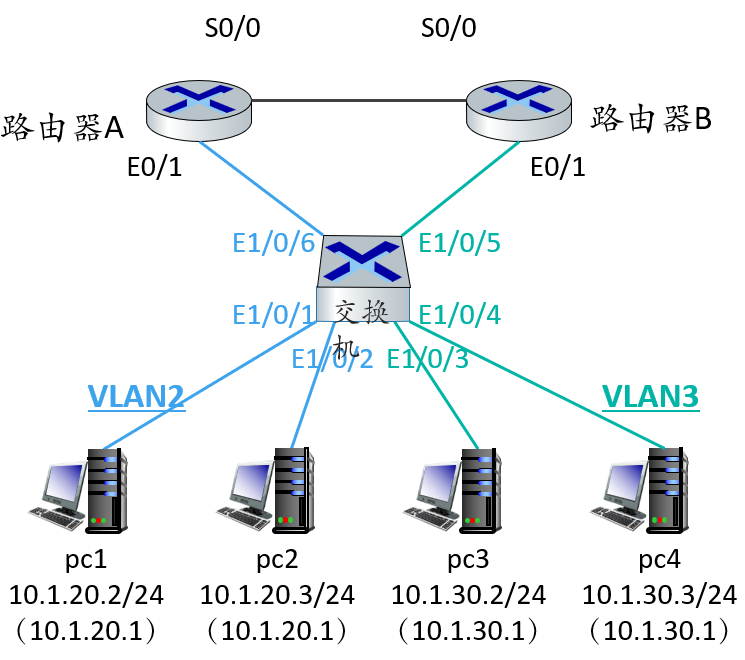 S0/0
S0/0
路由器A
路由器B
E0/1
E0/1
E1/0/6
E1/0/5
E1/0/1
交换机
E1/0/4
E1/0/2
E1/0/3
VLAN2
VLAN3
pc1
pc2
pc3
pc4
10.1.20.2/24
10.1.20.3/24
10.1.30.2/24
10.1.30.3/24
（10.1.20.1）
（10.1.20.1）
（10.1.30.1）
（10.1.30.1）